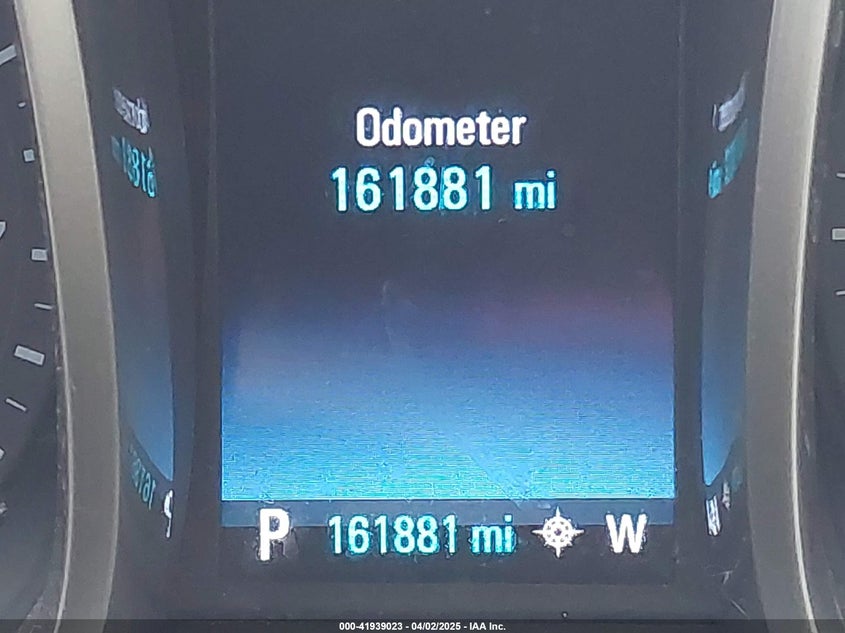 Odometer
161881 mi
P 161881 mi W
000-41939023 - 04/02/2025 - IAA Inc.